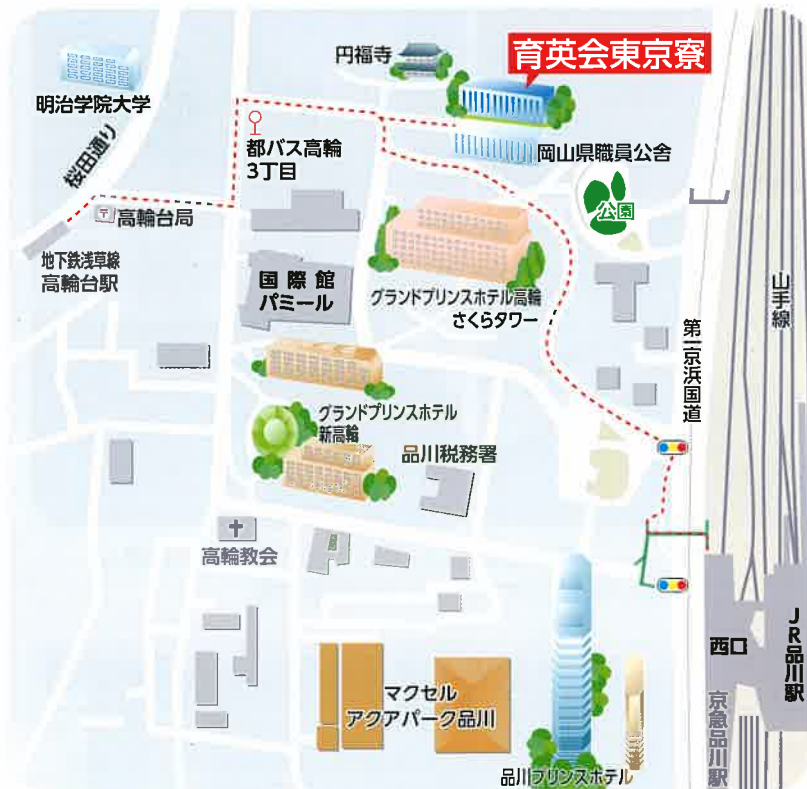 円福寺
育英会東京寮
明治学院大学
桜田通り
都バス高輪
3丁目
岡山県職員公舎
公園
〒
高輪台局
地下鉄浅草線
高輪台駅
国際館
パミール
グランドプリンスホテル高輪
さくらタワー
山手線
第一京浜国道
グランドプリンスホテル
新高輪
品川税務署
高輪教会
マクセル
アクアパーク品川
西口
JR品川駅
京急品川駅
品川プリンスホテル